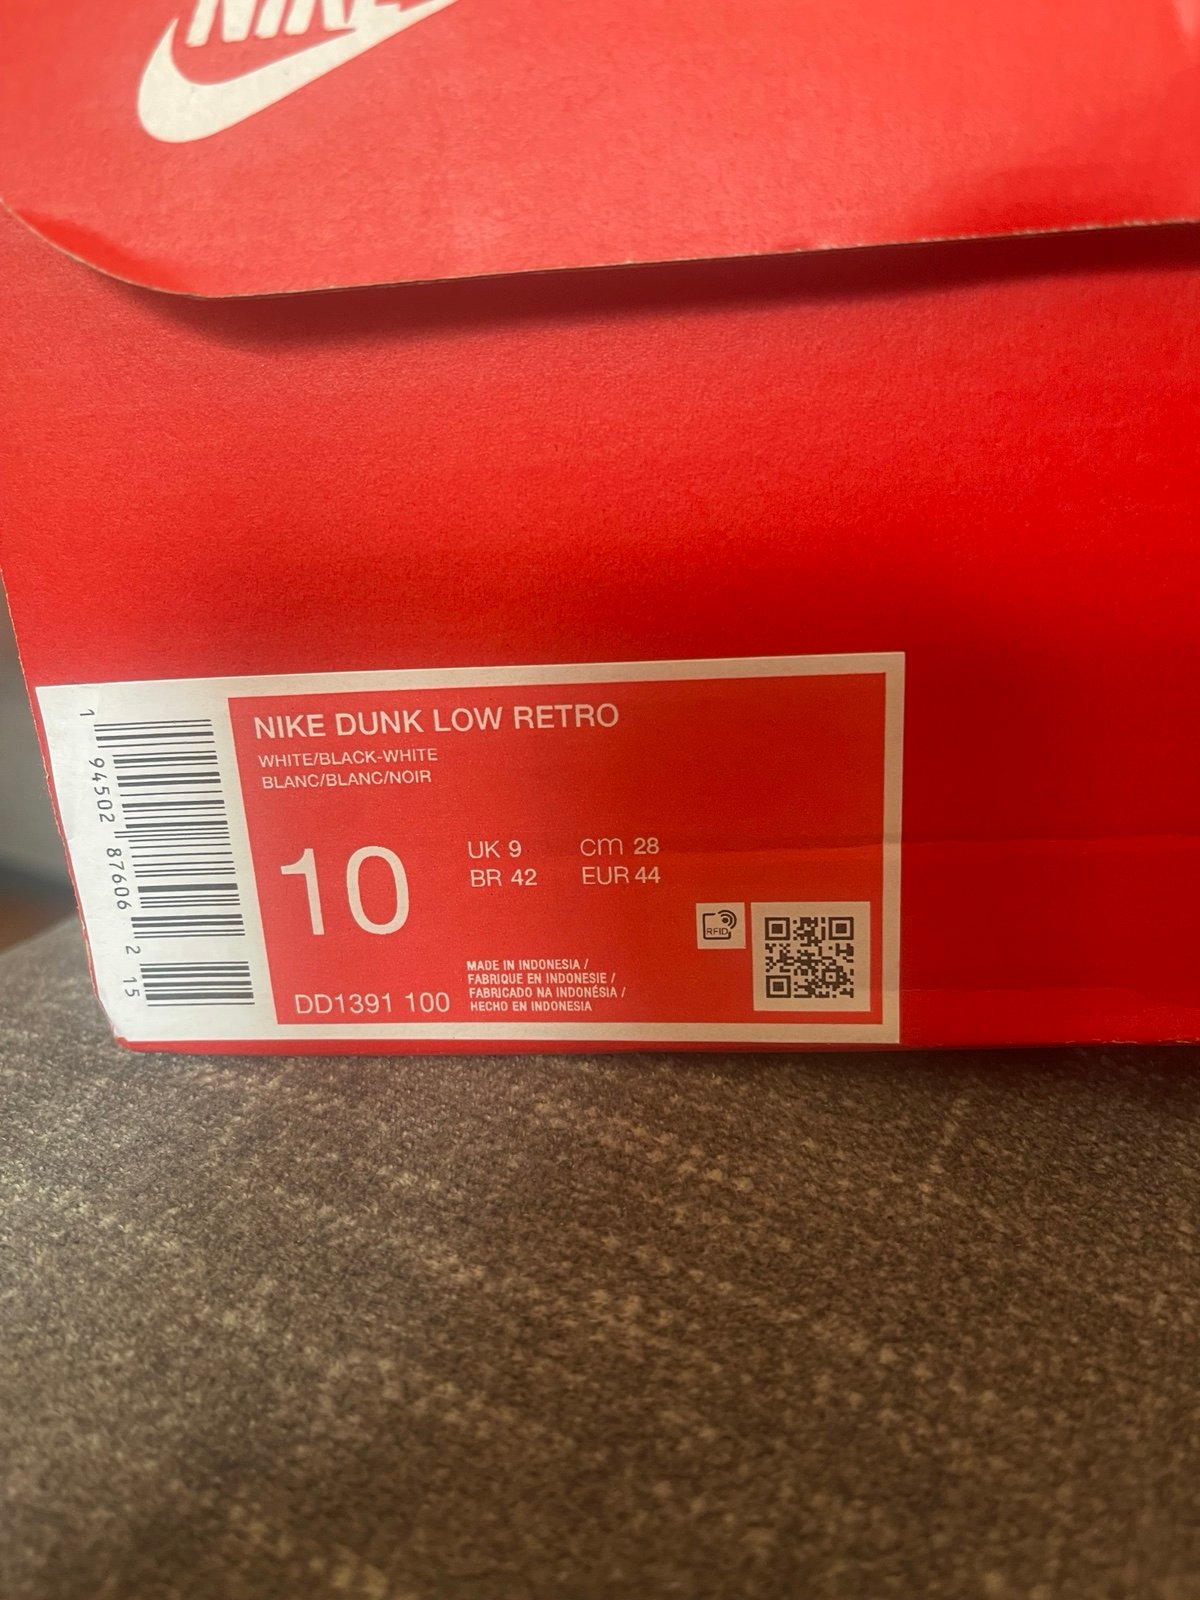 NIKE
NIKE DUNK LOW RETRO
WHITE/BLACK-WHITE
BLANC/BLANC/NOIR
10
UK 9
cm 28
BR 42
EUR 44
RFID
MADE IN INDONESIA /
FABRIQUE EN INDONESIE /
FABRICADO NA INDONÉSIA /
HECHO EN INDONESIA
DD1391 100
1 94502 87606 2 15